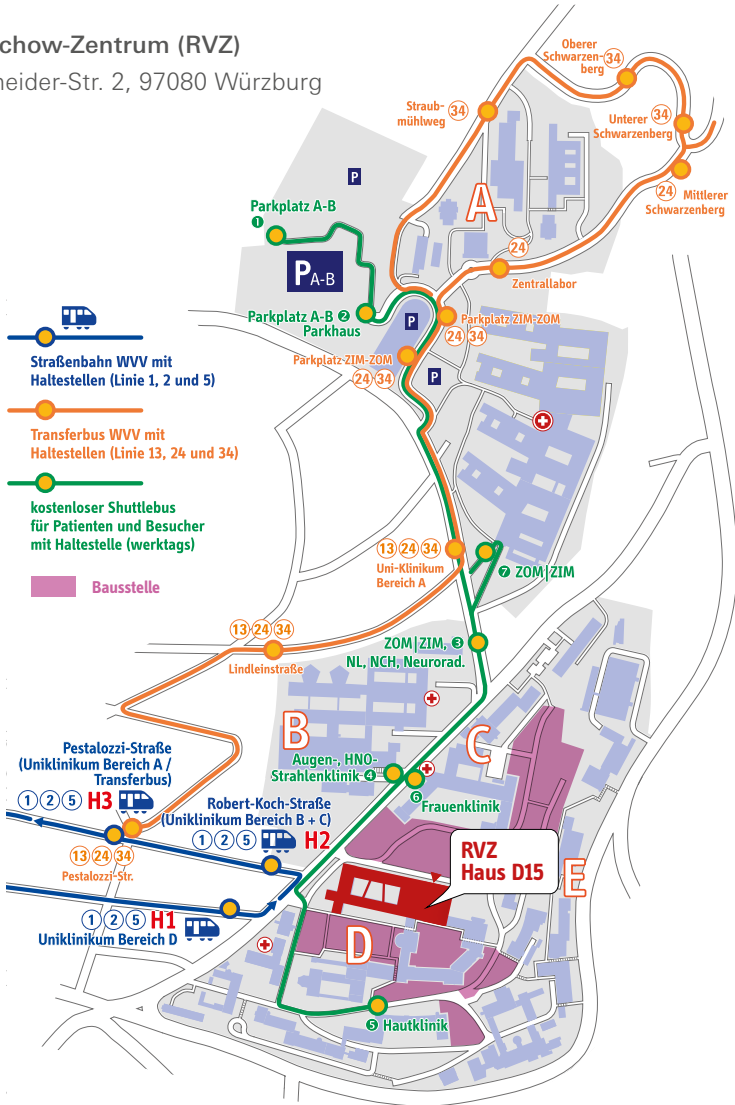 chow-Zentrum (RVZ)
neider-Str. 2, 97080 Würzburg
Oberer
Schwarzen-
berg
34
Straub-
mühlweg
34
Unterer
Schwarzenberg
34
24
Mittlerer
Schwarzenberg
P
A
Parkplatz A-B
1
24
Zentrallabor
PA-B
Parkplatz A-B 2
Parkhaus
P
Parkplatz ZIM-ZOM
24 34
Parkplatz ZIM-ZOM
24 34
P
Straßenbahn WVV mit
Haltestellen (Linie 1, 2 und 5)
Transferbus WVV mit
Haltestellen (Linie 13, 24 und 34)
kostenloser Shuttlebus
für Patienten und Besucher
mit Haltestelle (werktags)
Bausstelle
13 24 34
Uni-Klinikum
Bereich A
7 ZOM|ZIM
13 24 34
Lindleinstraße
ZOM|ZIM, 3
NL, NCH, Neurorad.
B
C
Augen-, HNO-
Strahlenklinik 4
6
Frauenklinik
Pestalozzi-Straße
(Uniklinikum Bereich A /
Transferbus)
1 2 5 H3
Robert-Koch-Straße
(Uniklinikum Bereich B + C)
1 2 5 H2
13 24 34
Pestalozzi-Str.
RVZ
Haus D15
E
1 2 5 H1
Uniklinikum Bereich D
D
5 Hautklinik